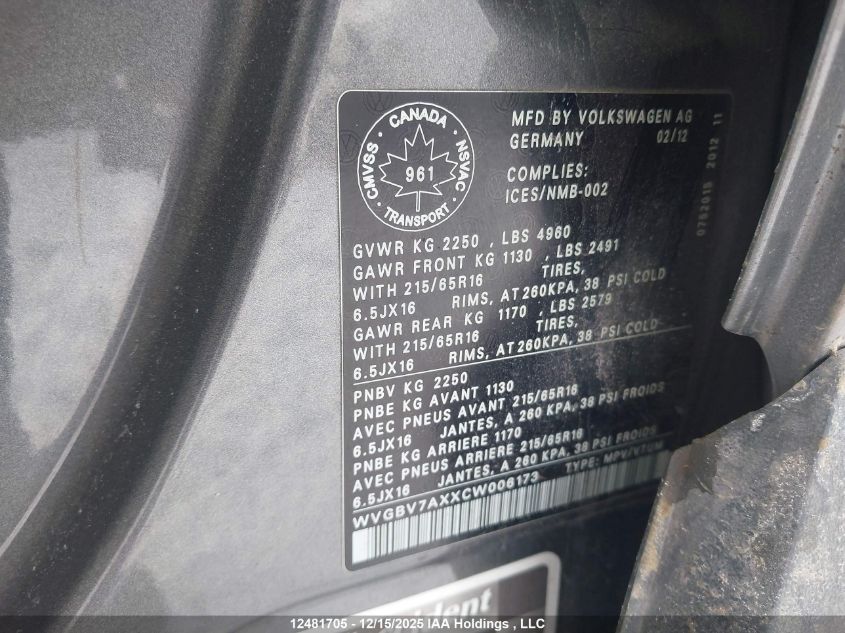 CANADA
CMVSS
NSVAC
961
TRANSPORT
MFD BY VOLKSWAGEN AG
GERMANY 02/12
COMPLIES:
ICES/NMB-002
0752015 2012 11
GVWR KG 2250 , LBS 4960
GAWR FRONT KG 1130 , LBS 2491
WITH 215/65R16 TIRES,
6.5JX16 RIMS, AT 260KPA, 38 PSI COLD
GAWR REAR KG 1170 , LBS 2579
WITH 215/65R16 TIRES,
6.5JX16 RIMS, AT 260KPA, 38 PSI COLD
PNBV KG 2250
PNBE KG AVANT 1130
AVEC PNEUS AVANT 215/65R16
6.5JX16 JANTES, A 260 KPA, 38 PSI FROIDS
PNBE KG ARRIERE 1170
AVEC PNEUS ARRIERE 215/65R16
6.5JX16 JANTES, A 260 KPA, 38 PSI FROIDS
WVGBV7AXXCW006173 TYPE: MPV/VTUM
12481705 - 12/15/2025 IAA Holdings , LLC